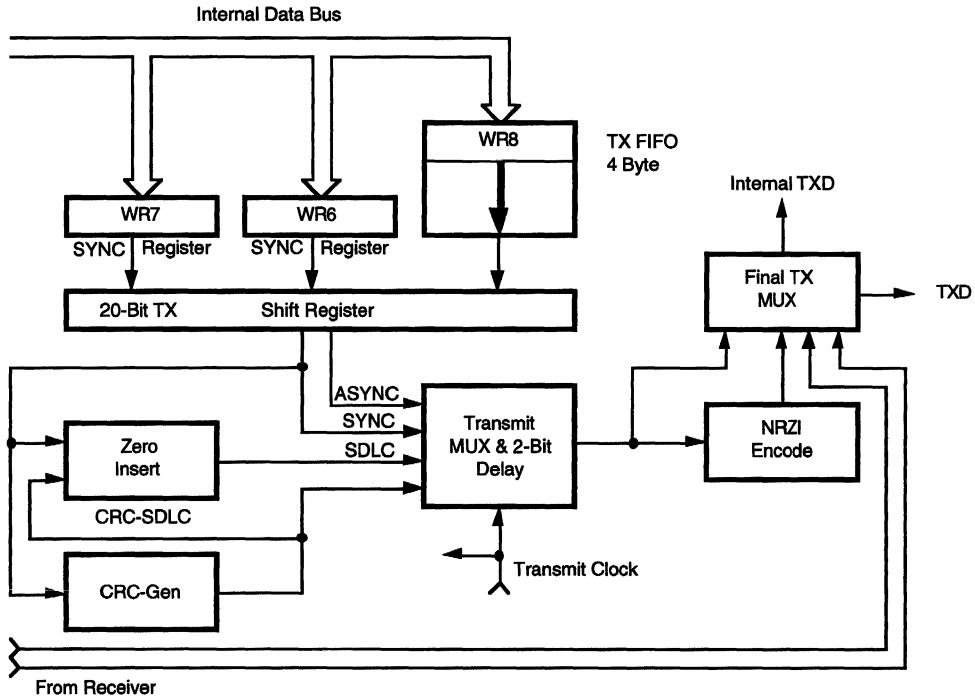 Internal Data Bus
WR8
TX FIFO
4 Byte
Internal TXD
WR7
WR6
SYNC Register
SYNC Register
Final TX
MUX
TXD
20-Bit TX Shift Register
ASYNC
SYNC
SDLC
Transmit
MUX & 2-Bit
Delay
NRZI
Encode
Zero
Insert
CRC-SDLC
CRC-Gen
Transmit Clock
From Receiver